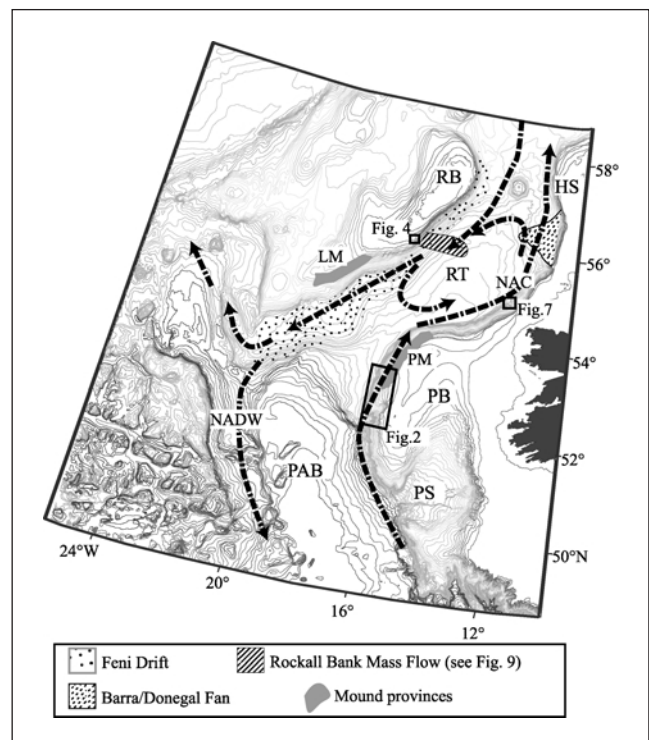 58°
RB
HS
Fig. 4
LM
56°
RT
NAC
Fig.7
54°
PM
PB
NADW
Fig.2
52°
PAB
PS
50°N
24°W
20°
16°
12°
Feni Drift
Rockall Bank Mass Flow (see Fig. 9)
Barra/Donegal Fan
Mound provinces